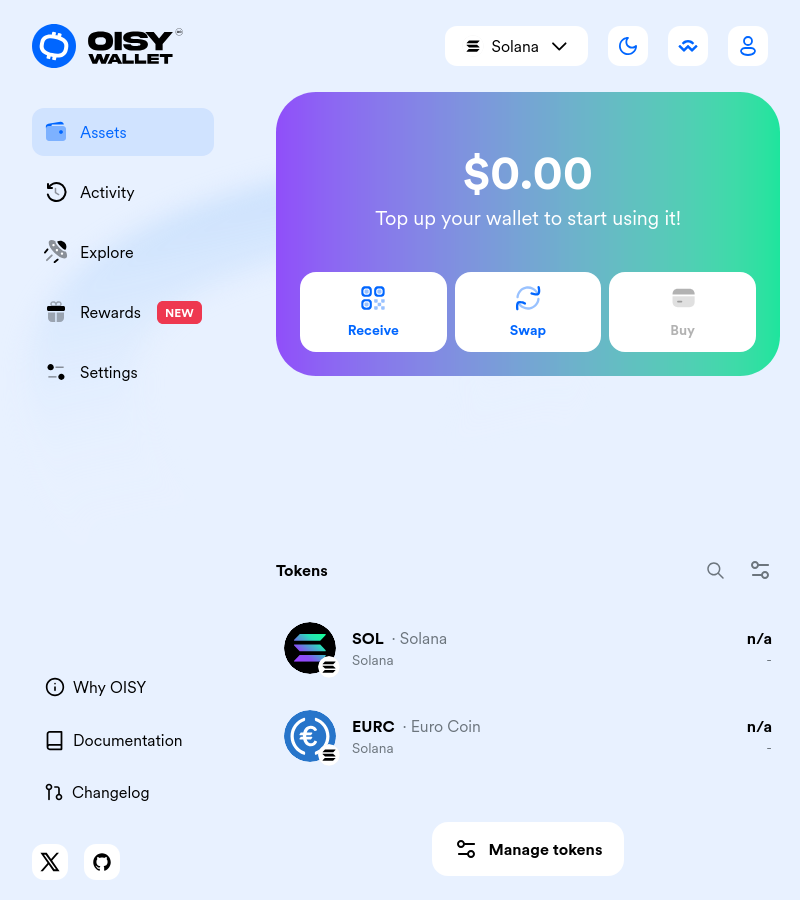 OISY
WALLET
Solana
Assets
Activity
Explore
Rewards NEW
Settings
$0.00
Top up your wallet to start using it!
Receive
Swap
Buy
Tokens
SOL · Solana
Solana
n/a
-
EURC · Euro Coin
Solana
n/a
-
Why OISY
Documentation
Changelog
Manage tokens